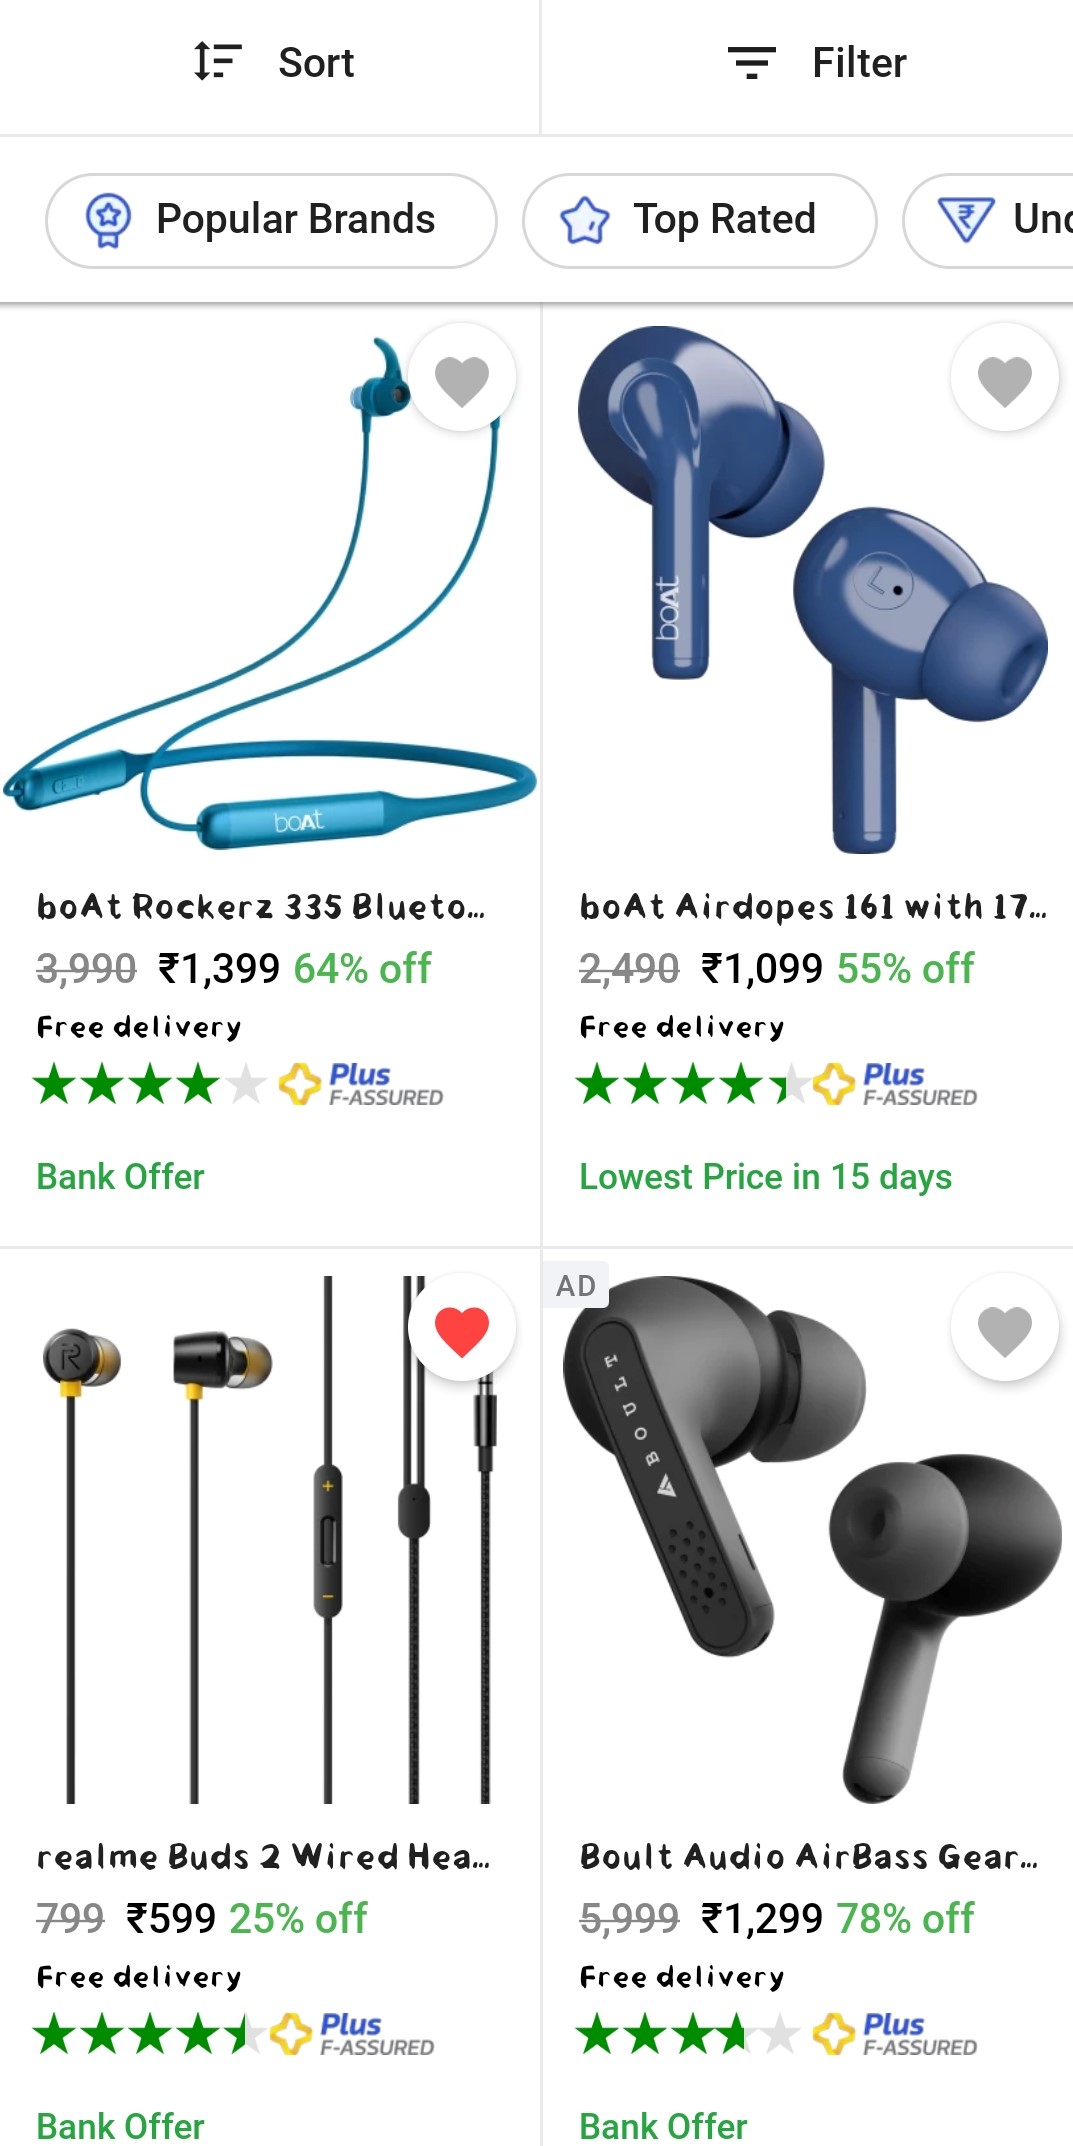 Sort
Filter
Popular Brands
Top Rated
boAt
boAt
L
boAt Rockerz 335 Blueto...
3,990 ₹1,399 64% off
Free delivery
Plus
F-ASSURED
Bank Offer
boAt Airdopes 161 with 17...
2,490 ₹1,099 55% off
Free delivery
Plus
F-ASSURED
Lowest Price in 15 days
R
AD
BOULT
realme Buds 2 Wired Hea...
799 ₹599 25% off
Free delivery
Plus
F-ASSURED
Bank Offer
Boult Audio AirBass Gear...
5,999 ₹1,299 78% off
Free delivery
Plus
F-ASSURED
Bank Offer